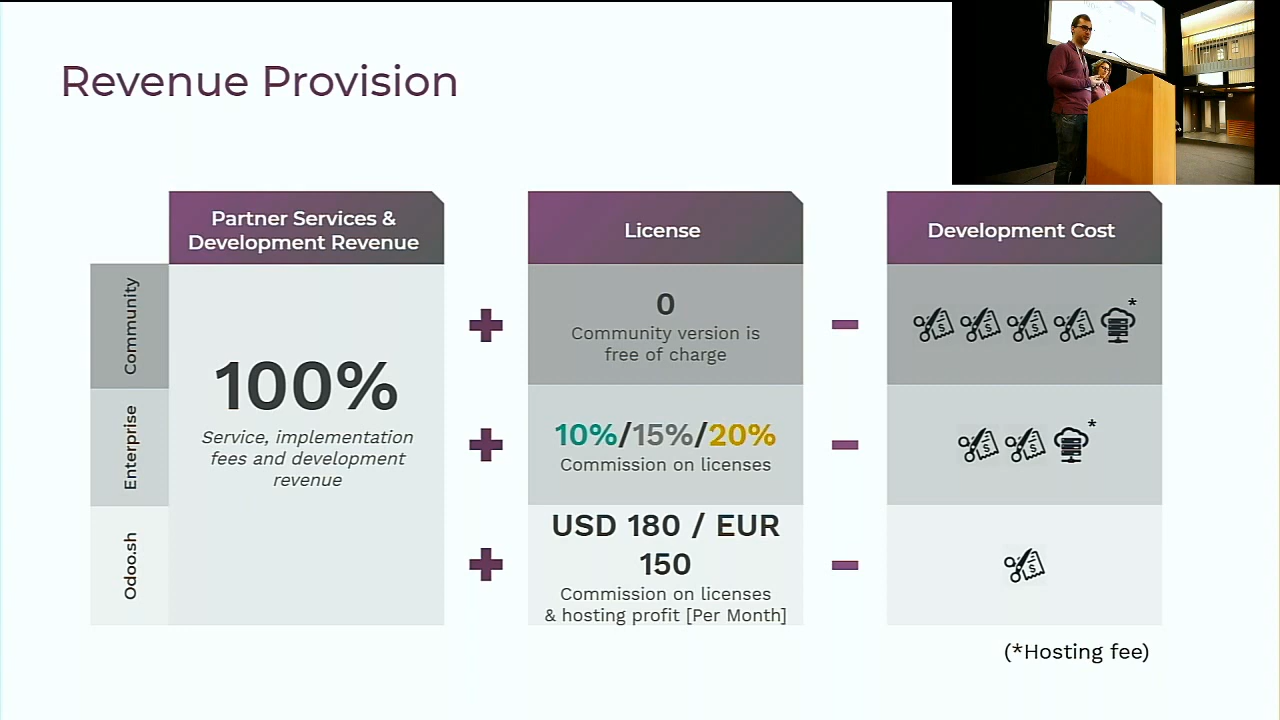 Revenue Provision
Partner Services &
Development Revenue
License
Development Cost
Community
100%
Service, implementation
fees and development
revenue
0
Community version is
free of charge
*
Enterprise
10%/15%/20%
Commission on licenses
*
Odoo.sh
USD 180 / EUR
150
Commission on licenses
& hosting profit [Per Month]
(*Hosting fee)